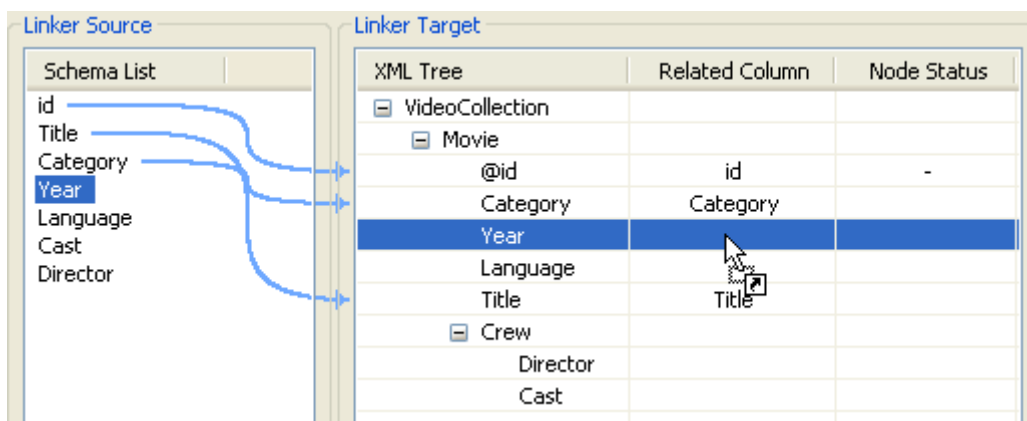 Linker Source
Schema List
id
Title
Category
Year
Language
Cast
Director
Linker Target
XML Tree Related Column Node Status
VideoCollection
Movie
@id id -
Category Category
Year
Language
Title Title
Crew
Director
Cast